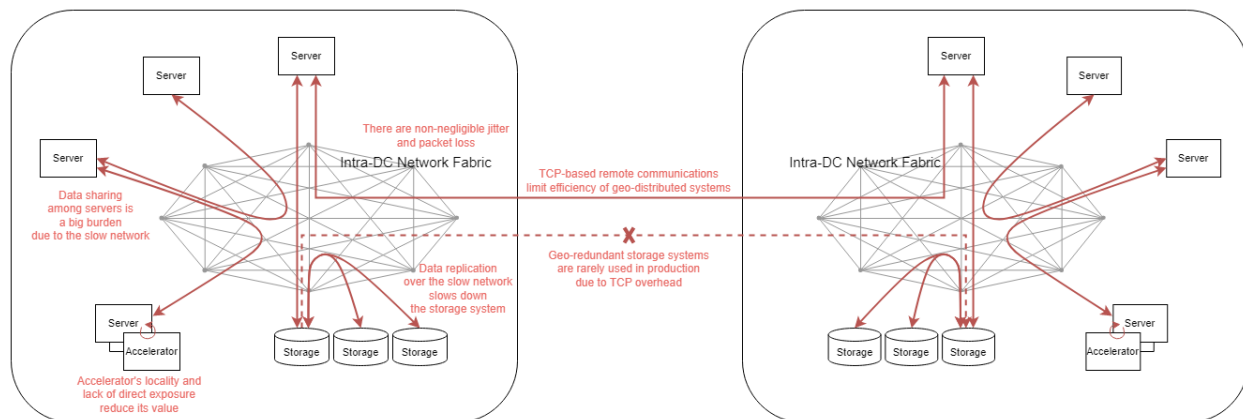 Server
Server
Server
There are non-negligible jitter
and packet loss
Intra-DC Network Fabric
Data sharing
among servers is
a big burden
due to the slow network
Data replication
over the slow network
slows down
the storage system
Server
Accelerator
Accelerator's locality and
lack of direct exposure
reduce its value
Storage
Storage
Storage
TCP-based remote communications
limit efficiency of geo-distributed systems
Geo-redundant storage systems
are rarely used in production
due to TCP overhead
Server
Server
Server
Intra-DC Network Fabric
Storage
Storage
Storage
Server
Accelerator